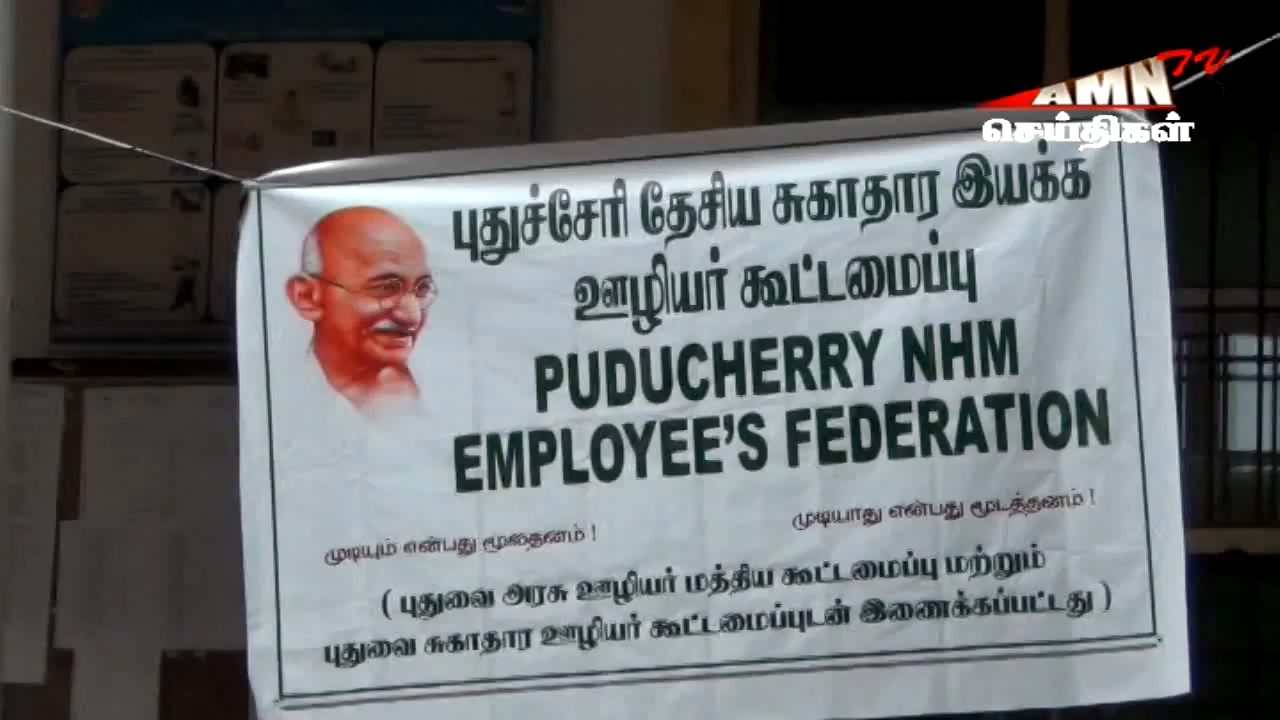 AMN TV
செய்திகள்
புதுச்சேரி தேசிய சுகாதார இயக்க
ஊழியர் கூட்டமைப்பு
PUDUCHERRY NHM
EMPLOYEE'S FEDERATION
முடியும் என்பது மூலதனம் !
முடியாது என்பது மூடத்தனம் !
( புதுவை அரசு ஊழியர் மத்திய கூட்டமைப்பு மற்றும்
புதுவை சுகாதார ஊழியர் கூட்டமைப்புடன் இணைக்கப்பட்டது )